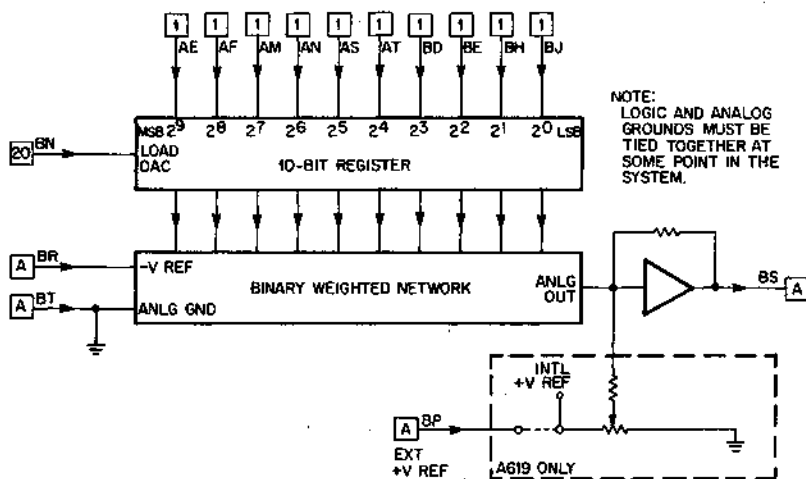 1 1 1 1 1 1 1 1 1 1
AE AF AM AN AS AT BD BE BH BJ
MSB 2⁹ 2⁸ 2⁷ 2⁶ 2⁵ 2⁴ 2³ 2² 2¹ 2⁰ LSB
20 BN
LOAD
DAC
10-BIT REGISTER
NOTE:
LOGIC AND ANALOG
GROUNDS MUST BE
TIED TOGETHER AT
SOME POINT IN THE
SYSTEM.
A BR
-V REF
A BT
ANLG GND
BINARY WEIGHTED NETWORK
ANLG
OUT
BS A
INTL
+V REF
A BP
EXT
+V REF
A619 ONLY